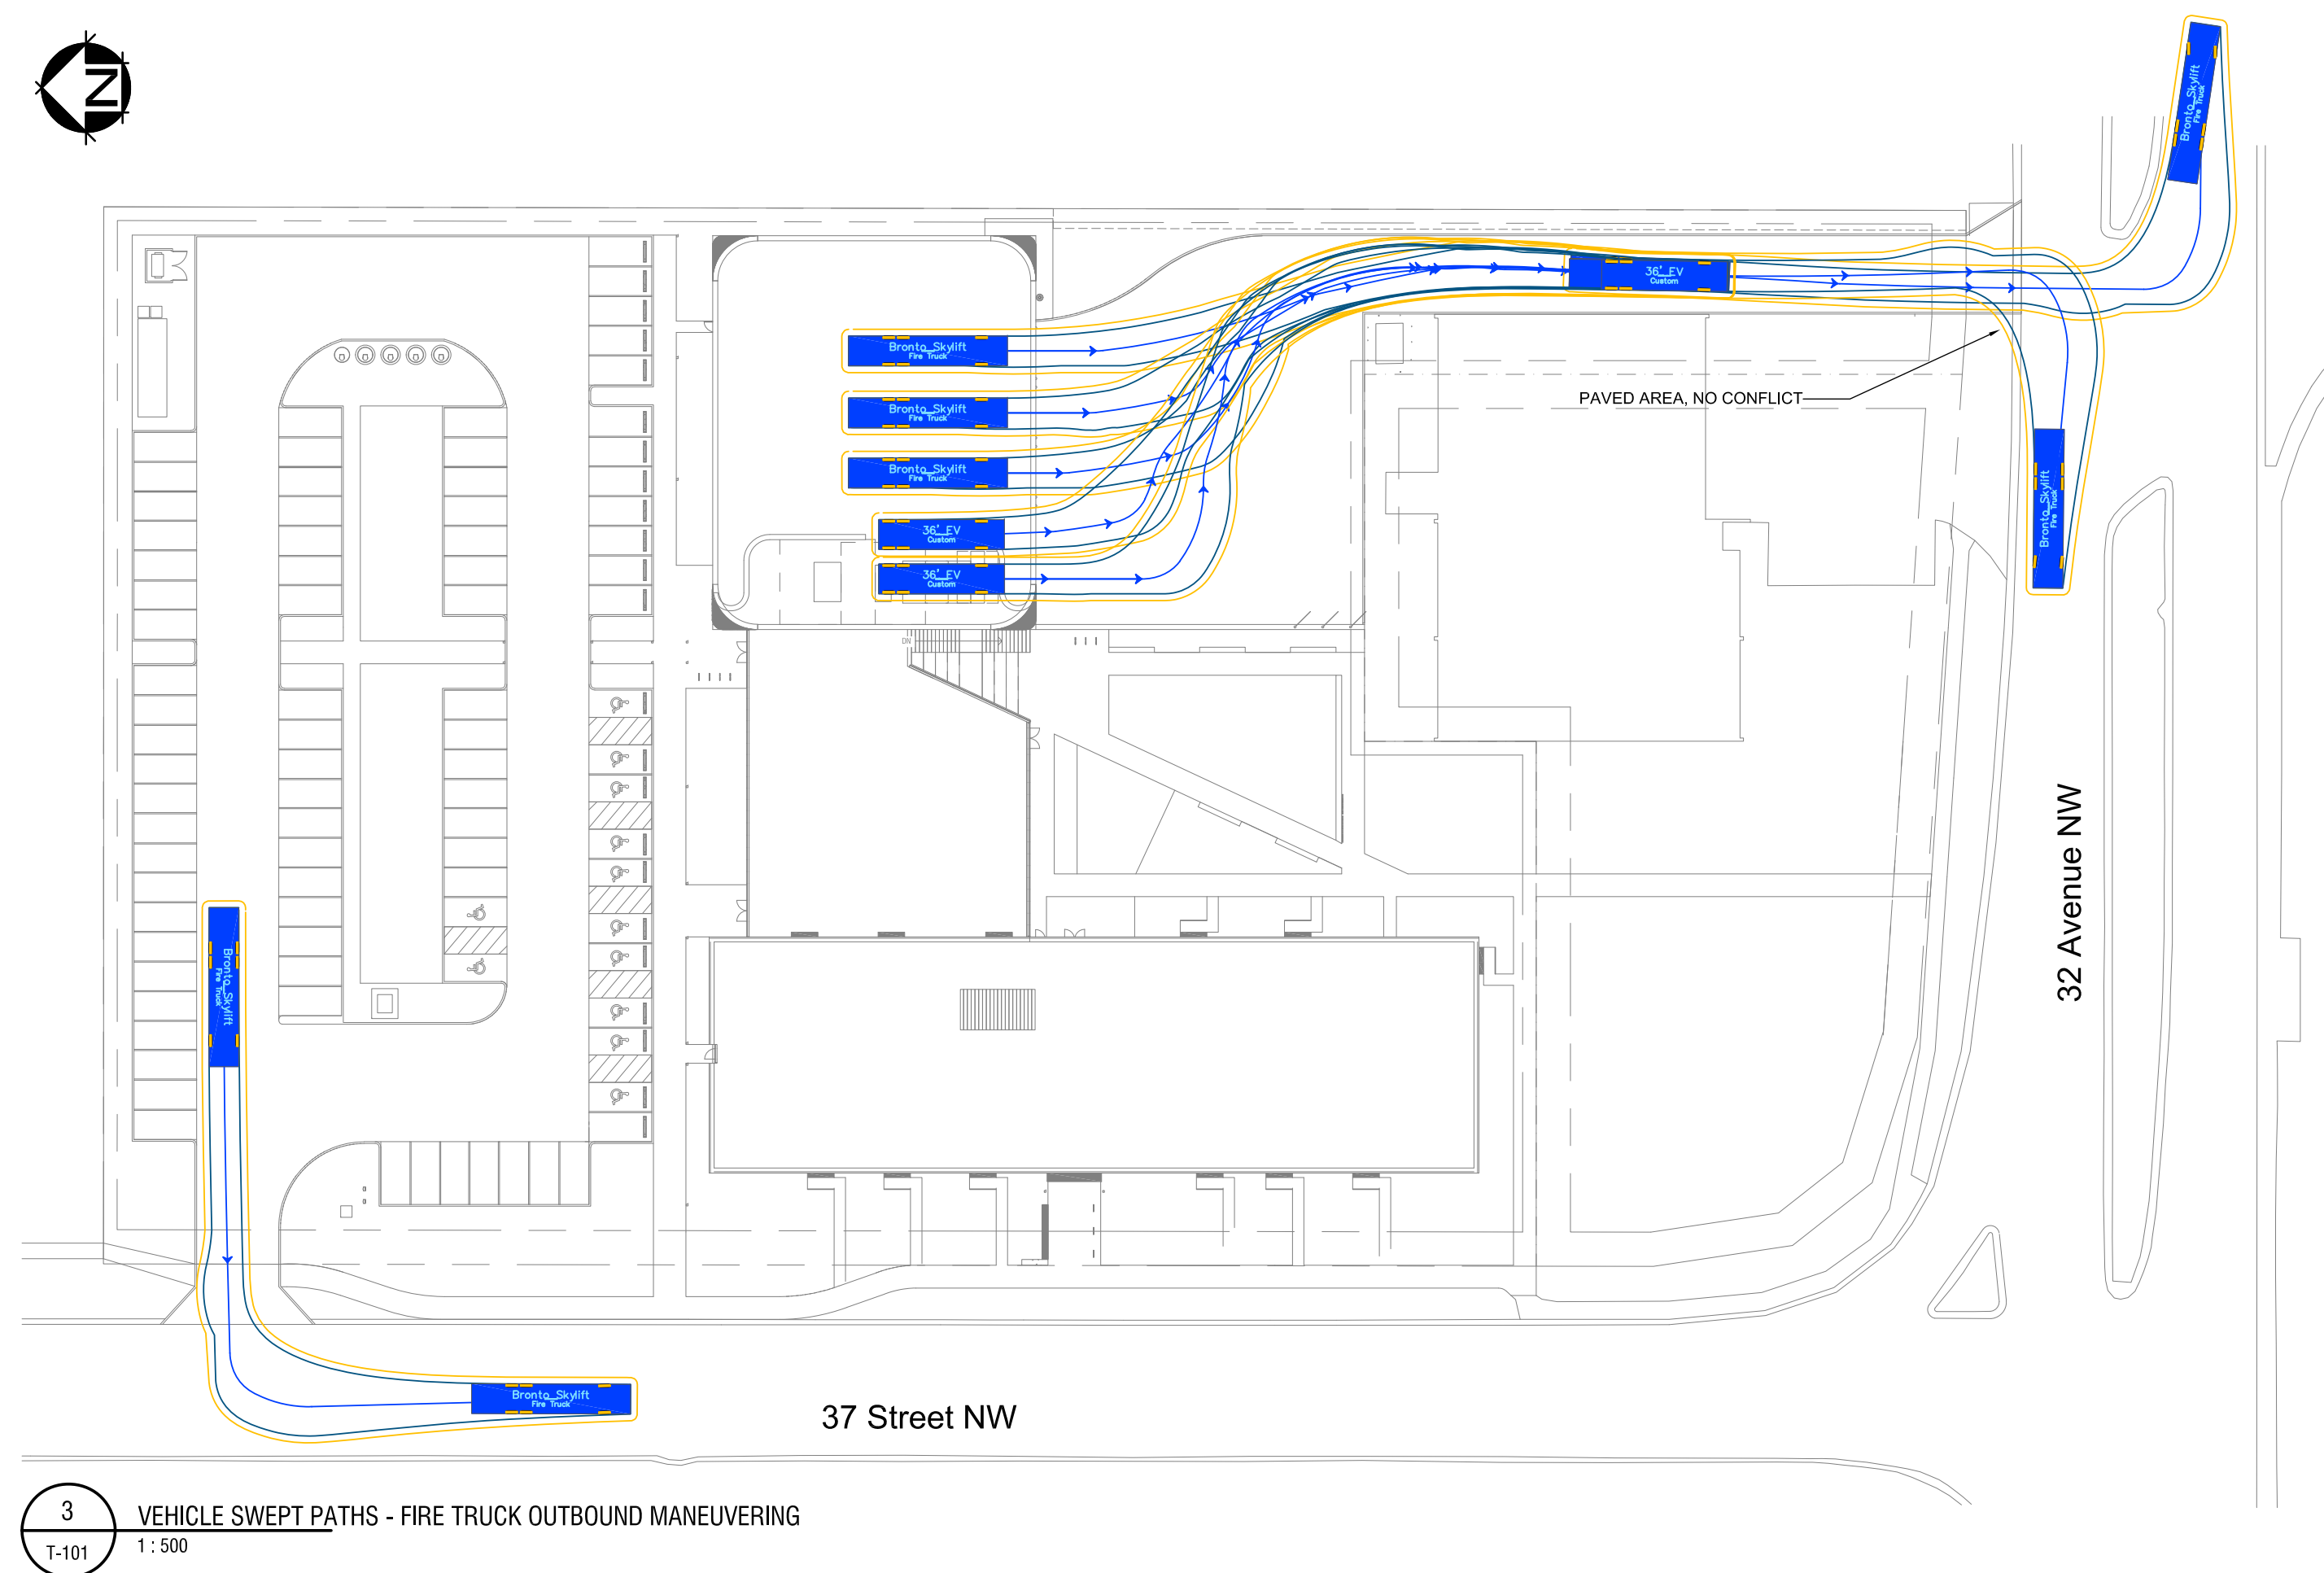 N
Bronto_Skylift
Fire Truck
36'_EV
Custom
Bronto_Skylift
Fire Truck
Bronto_Skylift
Fire Truck
PAVED AREA, NO CONFLICT
Bronto_Skylift
Fire Truck
Bronto_Skylift
Fire Truck
36'_EV
Custom
36'_EV
Custom
DN
32 Avenue NW
Bronto_Skylift
Fire Truck
Bronto_Skylift
Fire Truck
37 Street NW
3
T-101
VEHICLE SWEPT PATHS - FIRE TRUCK OUTBOUND MANEUVERING
1 : 500